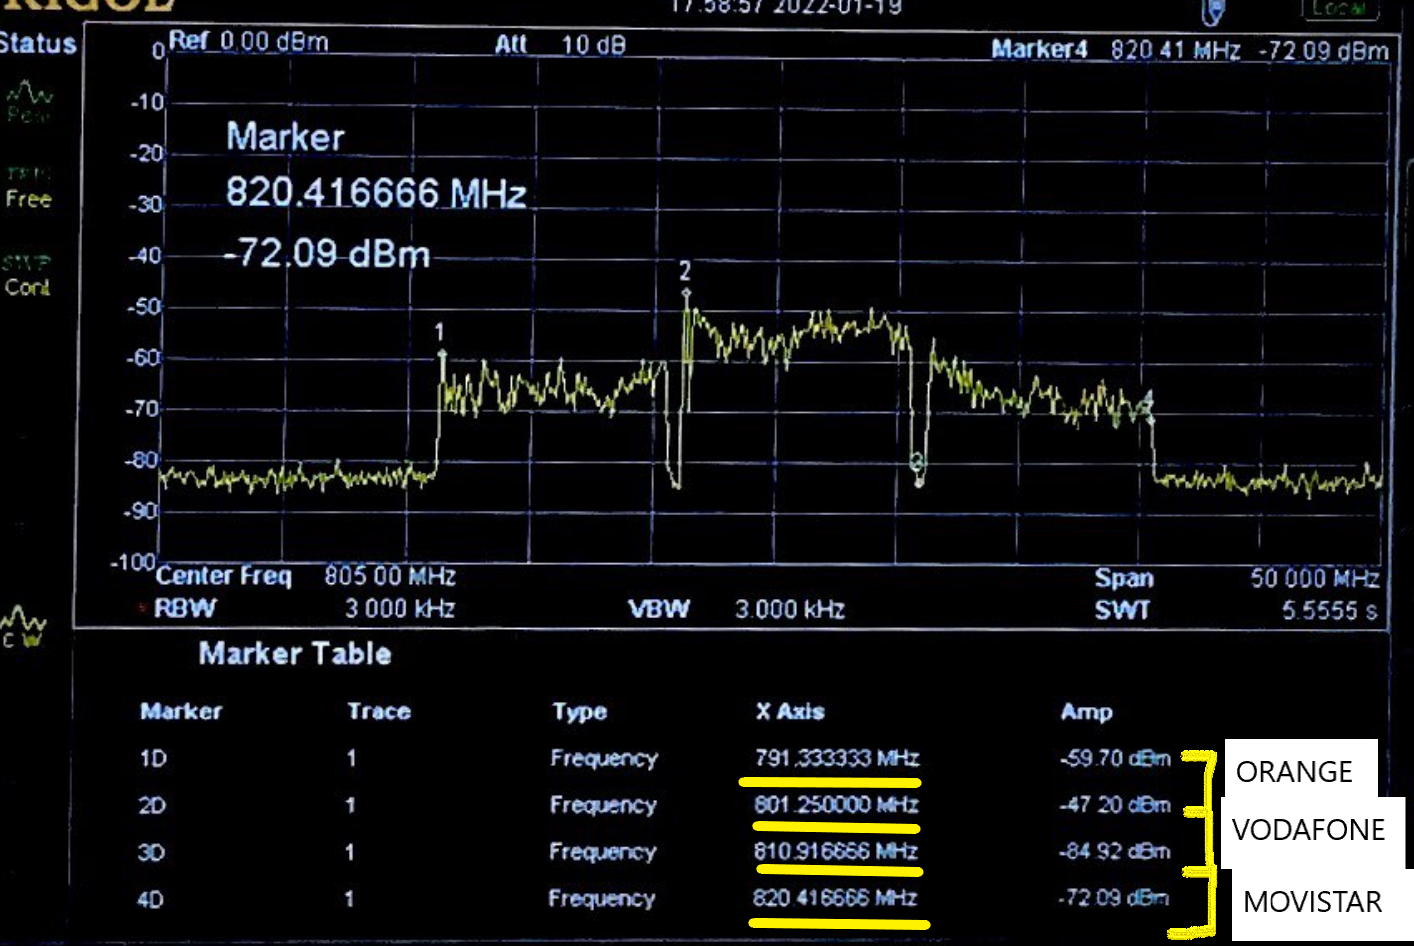 RIGOL
17:58:57 2022-01-19
Local
Status
Ref 0.00 dBm Att 10 dB Marker4 820.41 MHz -72.09 dBm
0
-10
-20
-30
-40
-50
-60
-70
-80
-90
-100
Marker
820.416666 MHz
-72.09 dBm
Free
Cont
1
2
3
4
Center Freq 805.00 MHz Span 50.000 MHz
RBW 3.000 kHz VBW 3.000 kHz SWT 5.5555 s
Marker Table
Marker Trace Type X Axis Amp
1D 1 Frequency 791.333333 MHz -59.70 dBm
2D 1 Frequency 801.250000 MHz -47.20 dBm
3D 1 Frequency 810.916666 MHz -84.92 dBm
4D 1 Frequency 820.416666 MHz -72.09 dBm
ORANGE
VODAFONE
MOVISTAR